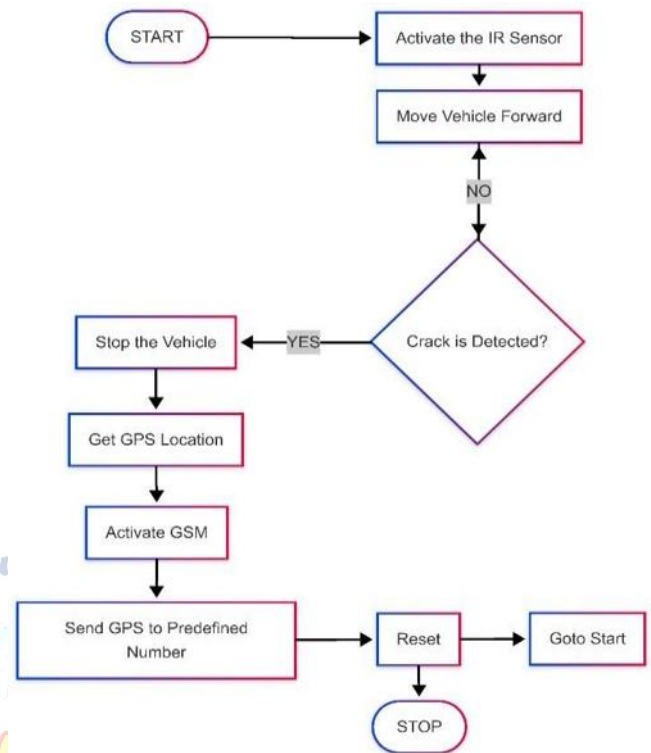 START
Activate the IR Sensor
Move Vehicle Forward
NO
Crack is Detected?
YES
Stop the Vehicle
Get GPS Location
Activate GSM
Send GPS to Predefined
Number
Reset
Goto Start
STOP